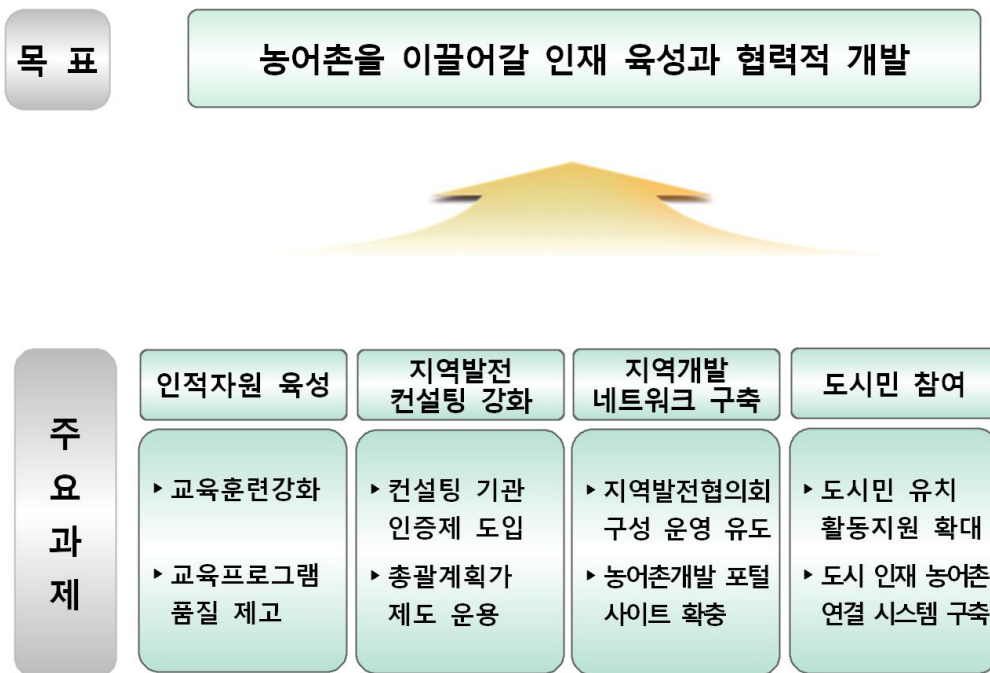 목 표
농어촌을 이끌어갈 인재 육성과 협력적 개발
주
요
과
제
인적자원 육성
▸교육훈련강화
▸교육프로그램
품질 제고
지역발전
컨설팅 강화
▸컨설팅 기관
인증제 도입
▸총괄계획가
제도 운용
지역개발
네트워크 구축
▸지역발전협의회
구성 운영 유도
▸농어촌개발 포털
사이트 확충
도시민 참여
▸도시민 유치
활동지원 확대
▸도시 인재 농어촌
연결 시스템 구축